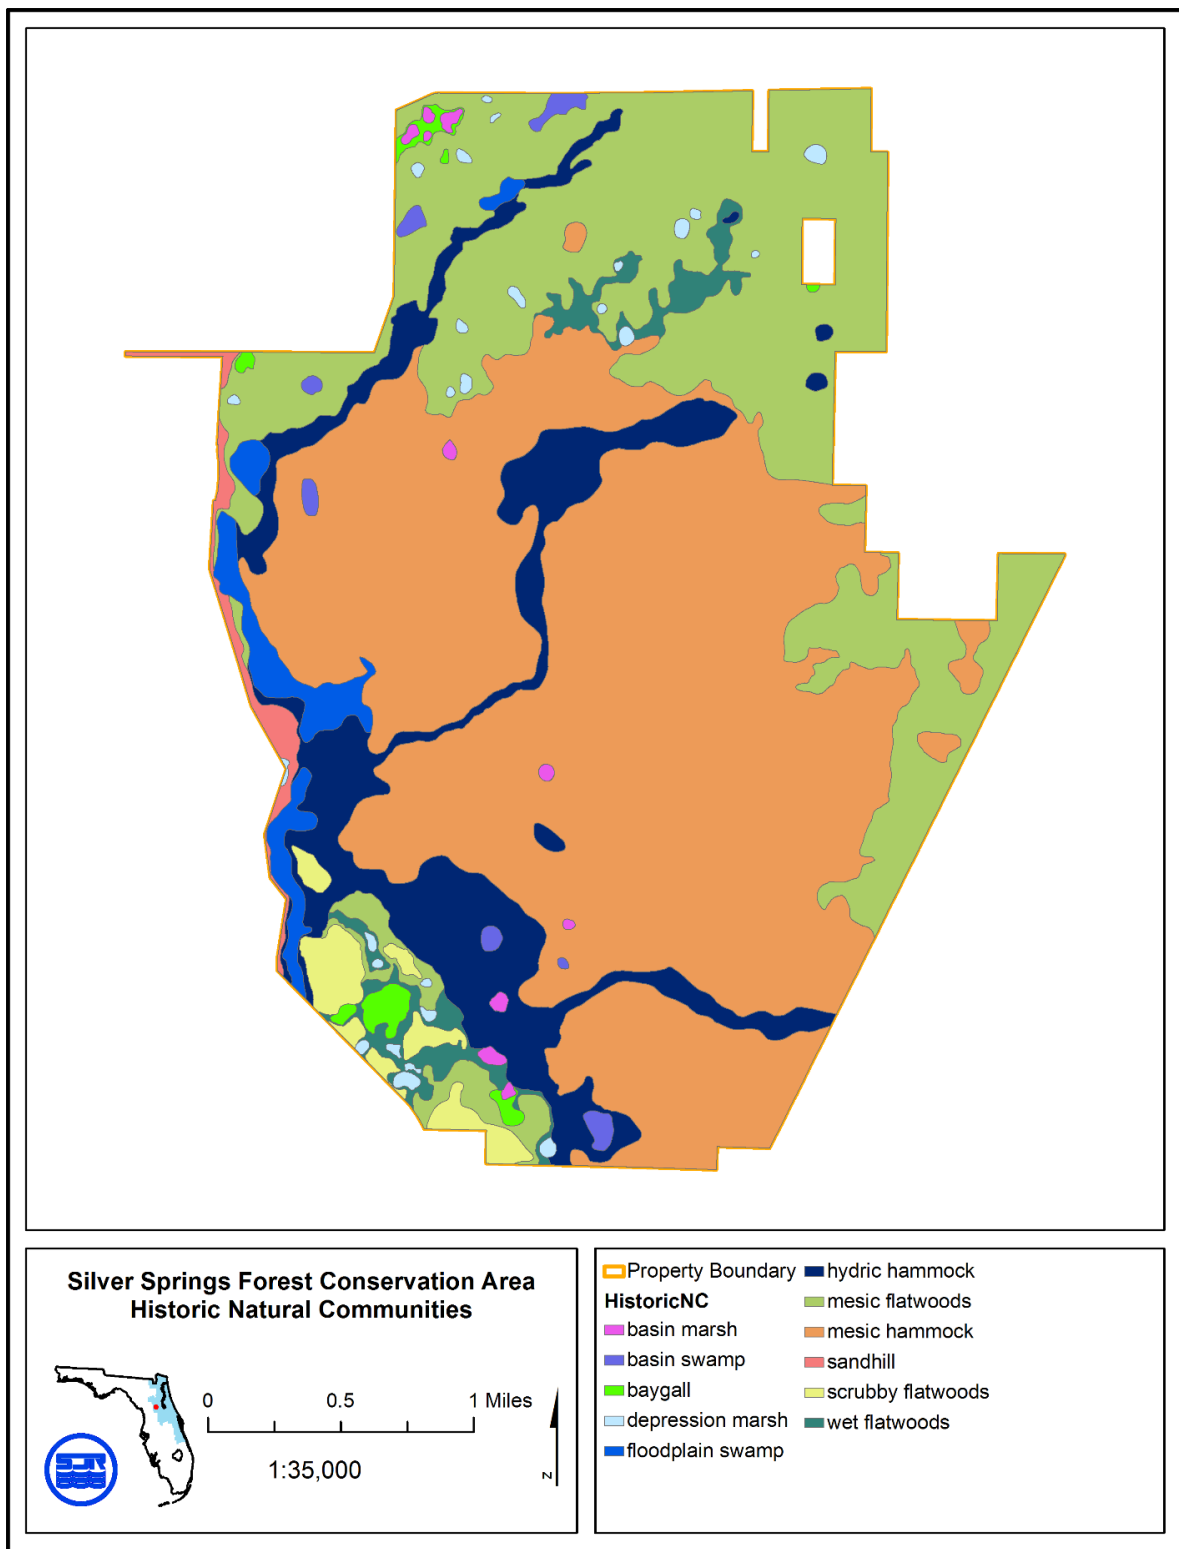 Silver Springs Forest Conservation Area
Historic Natural Communities
0 0.5 1 Miles
1:35,000
N
SJR
Property Boundary
HistoricNC
basin marsh
basin swamp
baygall
depression marsh
floodplain swamp
hydric hammock
mesic flatwoods
mesic hammock
sandhill
scrubby flatwoods
wet flatwoods